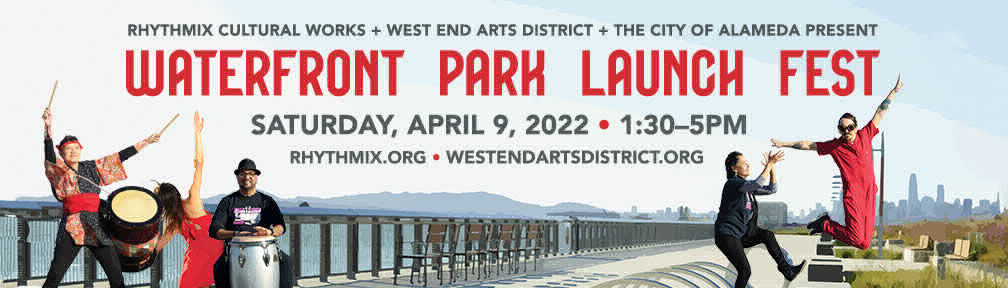 RHYTHMIX CULTURAL WORKS + WEST END ARTS DISTRICT + THE CITY OF ALAMEDA PRESENT
WATERFRONT PARK LAUNCH FEST
SATURDAY, APRIL 9, 2022 • 1:30–5PM
RHYTHMIX.ORG • WESTENDARTSDISTRICT.ORG